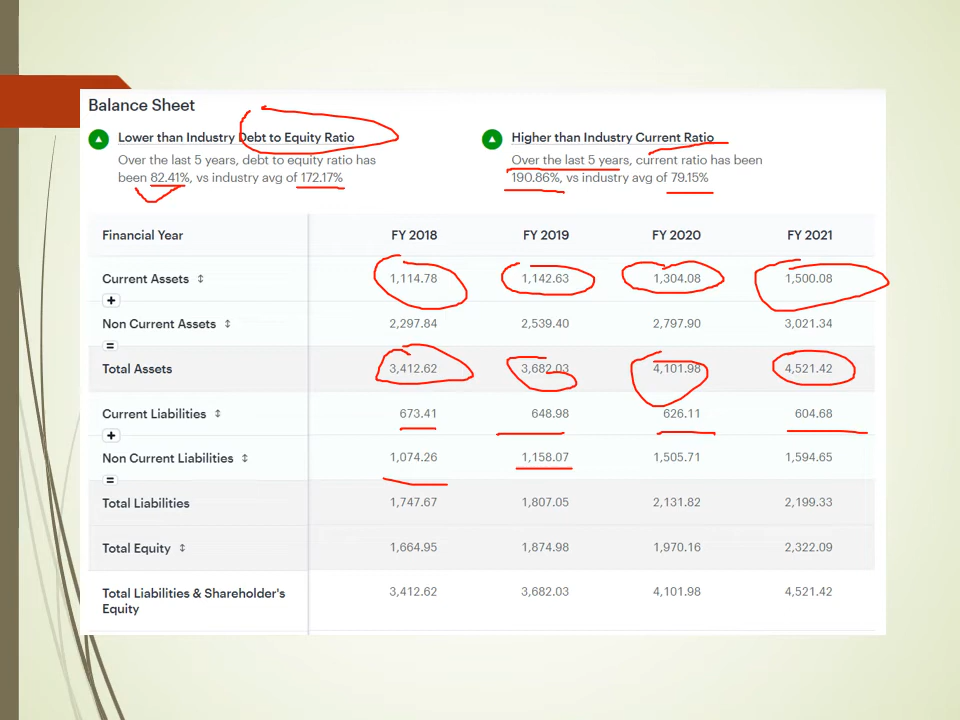 Balance Sheet
Lower than Industry Debt to Equity Ratio
Over the last 5 years, debt to equity ratio has
been 82.41%, vs industry avg of 172.17%
Higher than Industry Current Ratio
Over the last 5 years, current ratio has been
190.86%, vs industry avg of 79.15%
Financial Year FY 2018 FY 2019 FY 2020 FY 2021
Current Assets 1,114.78 1,142.63 1,304.08 1,500.08
+
Non Current Assets 2,297.84 2,539.40 2,797.90 3,021.34
=
Total Assets 3,412.62 3,682.03 4,101.98 4,521.42
Current Liabilities 673.41 648.98 626.11 604.68
+
Non Current Liabilities 1,074.26 1,158.07 1,505.71 1,594.65
=
Total Liabilities 1,747.67 1,807.05 2,131.82 2,199.33
Total Equity 1,664.95 1,874.98 1,970.16 2,322.09
Total Liabilities & Shareholder's 3,412.62 3,682.03 4,101.98 4,521.42
Equity